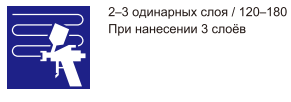 2–3 одинарных слоя / 120–180
При нанесении 3 слоёв